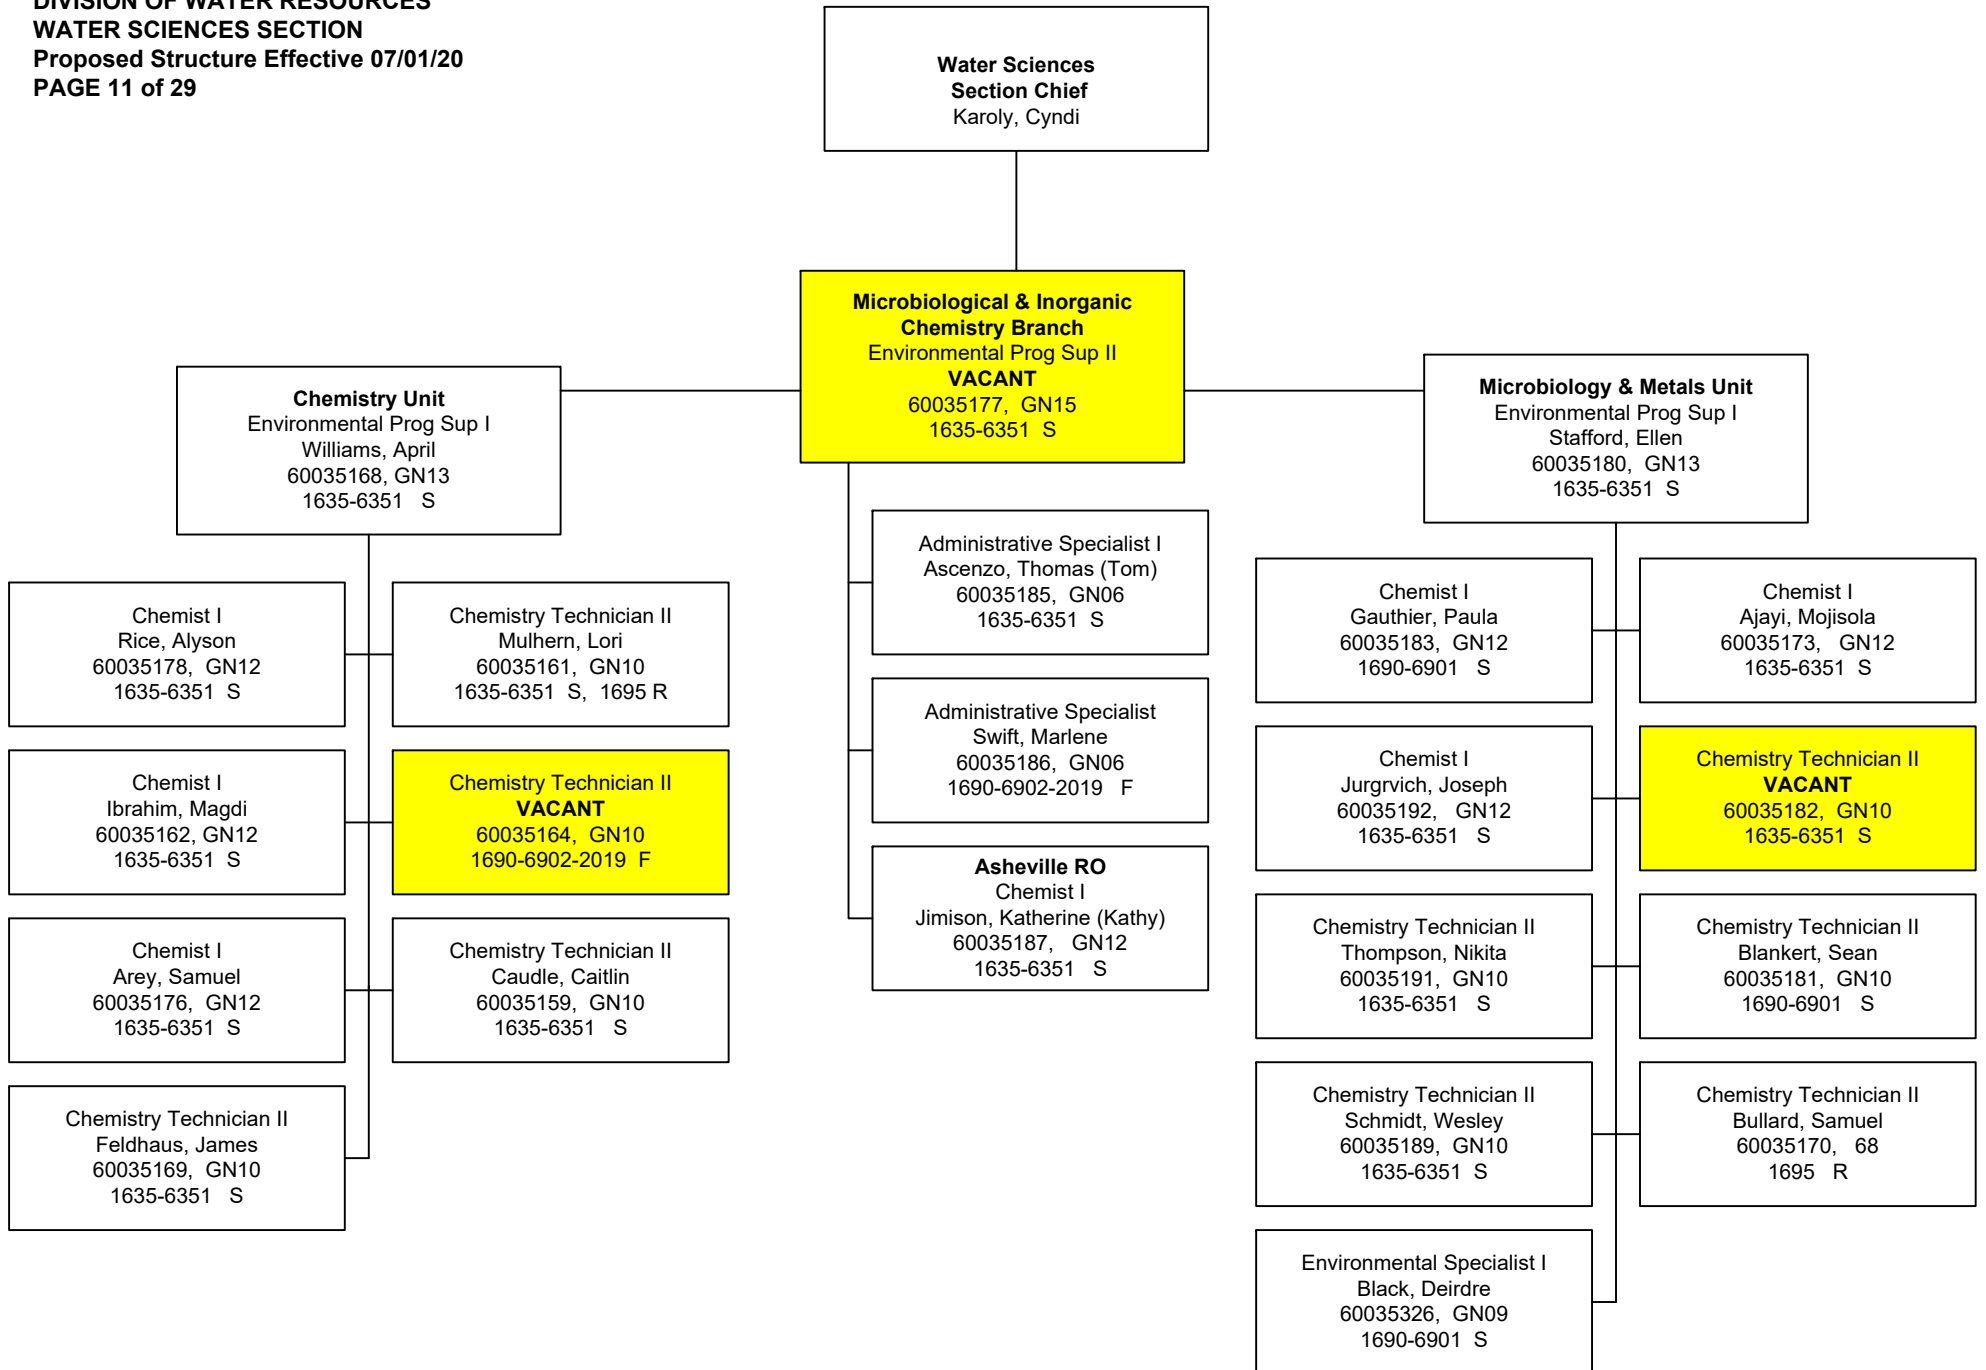 DIVISION OF WATER RESOURCES
WATER SCIENCES SECTION
Proposed Structure Effective 07/01/20
PAGE 11 of 29
Water Sciences
Section Chief
Karoly, Cyndi
Microbiological & Inorganic
Chemistry Branch
Environmental Prog Sup II
VACANT
60035177, GN15
1635-6351 S
Chemistry Unit
Environmental Prog Sup I
Williams, April
60035168, GN13
1635-6351 S
Microbiology & Metals Unit
Environmental Prog Sup I
Stafford, Ellen
60035180, GN13
1635-6351 S
Chemist I
Rice, Alyson
60035178, GN12
1635-6351 S
Chemistry Technician II
Mulhern, Lori
60035161, GN10
1635-6351 S, 1695 R
Chemist I
Ibrahim, Magdi
60035162, GN12
1635-6351 S
Chemistry Technician II
VACANT
60035164, GN10
1690-6902-2019 F
Chemist I
Arey, Samuel
60035176, GN12
1635-6351 S
Chemistry Technician II
Caudle, Caitlin
60035159, GN10
1635-6351 S
Chemistry Technician II
Feldhaus, James
60035169, GN10
1635-6351 S
Administrative Specialist I
Ascenzo, Thomas (Tom)
60035185, GN06
1635-6351 S
Administrative Specialist
Swift, Marlene
60035186, GN06
1690-6902-2019 F
Asheville RO
Chemist I
Jimison, Katherine (Kathy)
60035187, GN12
1635-6351 S
Chemist I
Gauthier, Paula
60035183, GN12
1690-6901 S
Chemist I
Ajayi, Mojisola
60035173, GN12
1635-6351 S
Chemist I
Jurgrvich, Joseph
60035192, GN12
1635-6351 S
Chemistry Technician II
VACANT
60035182, GN10
1635-6351 S
Chemistry Technician II
Thompson, Nikita
60035191, GN10
1635-6351 S
Chemistry Technician II
Blankert, Sean
60035181, GN10
1690-6901 S
Chemistry Technician II
Schmidt, Wesley
60035189, GN10
1635-6351 S
Chemistry Technician II
Bullard, Samuel
60035170, 68
1695 R
Environmental Specialist I
Black, Deirdre
60035326, GN09
1690-6901 S